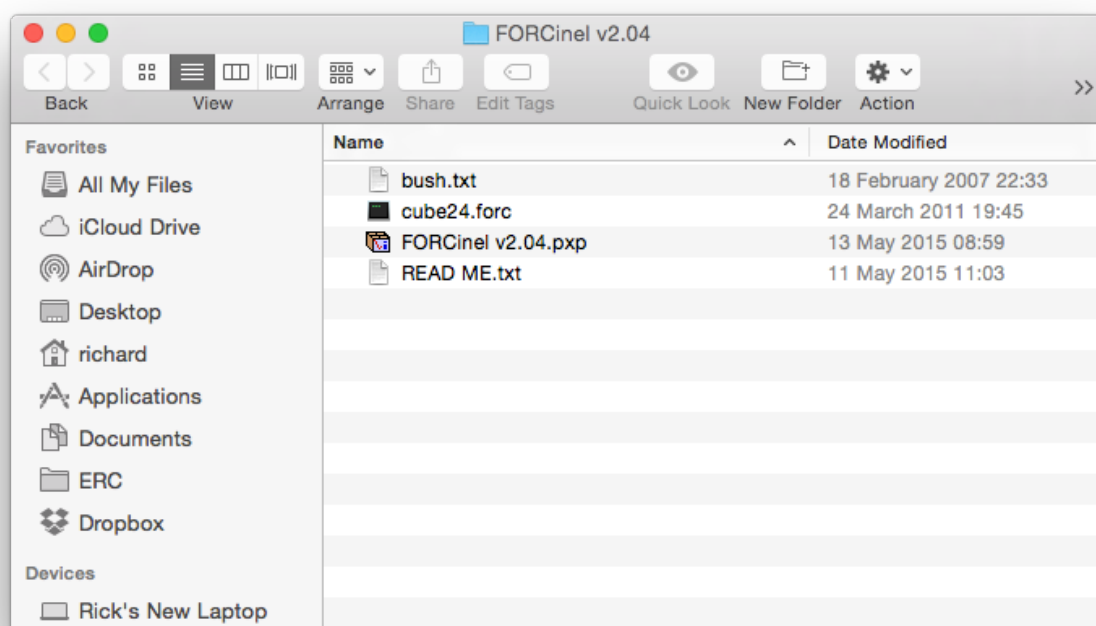 FORCinel v2.04
Back View Arrange Share Edit Tags Quick Look New Folder Action
Favorites
All My Files
iCloud Drive
AirDrop
Desktop
richard
Applications
Documents
ERC
Dropbox
Devices
Rick's New Laptop
Name Date Modified
bush.txt 18 February 2007 22:33
cube24.forc 24 March 2011 19:45
FORCinel v2.04.pxp 13 May 2015 08:59
READ ME.txt 11 May 2015 11:03